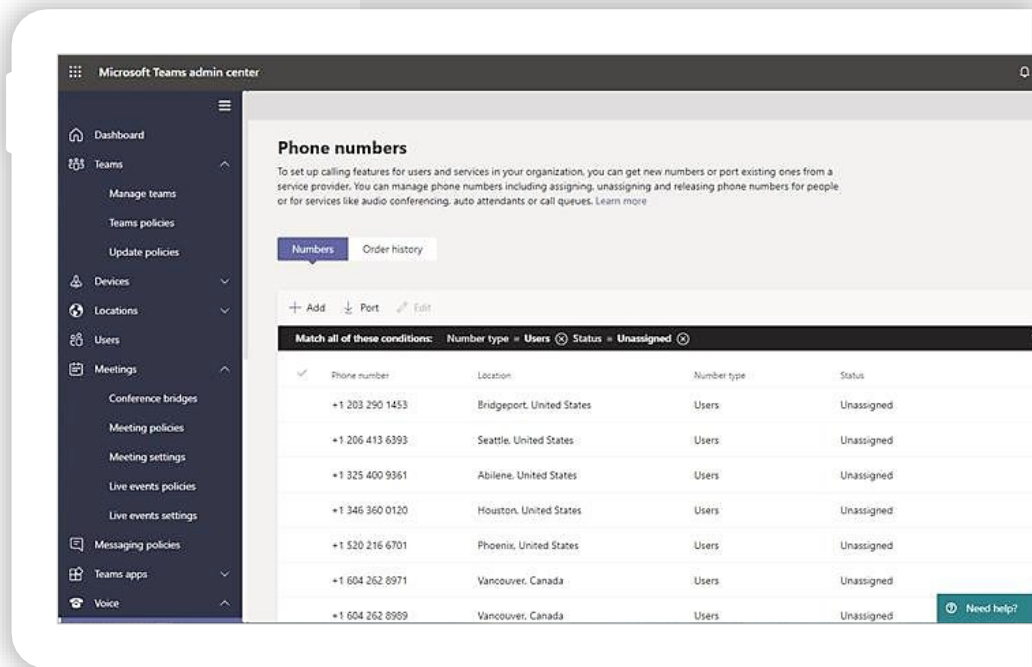 Microsoft Teams admin center
Dashboard
Teams
Manage teams
Teams policies
Update policies
Devices
Locations
Users
Meetings
Conference bridges
Meeting policies
Meeting settings
Live events policies
Live events settings
Messaging policies
Teams apps
Voice
Phone numbers
To set up calling features for users and services in your organization, you can get new numbers or port existing ones from a
service provider. You can manage phone numbers including assigning, unassigning and releasing phone numbers for people
or for services like audio conferencing, auto attendants or call queues. Learn more
Numbers Order history
Add Port Edit
Match all of these conditions: Number type = Users Status = Unassigned
Phone number Location Number type Status
+1 203 290 1453 Bridgeport, United States Users Unassigned
+1 206 413 6393 Seattle, United States Users Unassigned
+1 325 400 9361 Abilene, United States Users Unassigned
+1 346 360 0120 Houston, United States Users Unassigned
+1 520 216 6701 Phoenix, United States Users Unassigned
+1 604 262 8971 Vancouver, Canada Users Unassigned
+1 604 262 8989 Vancouver, Canada Users Unassigned
Need help?